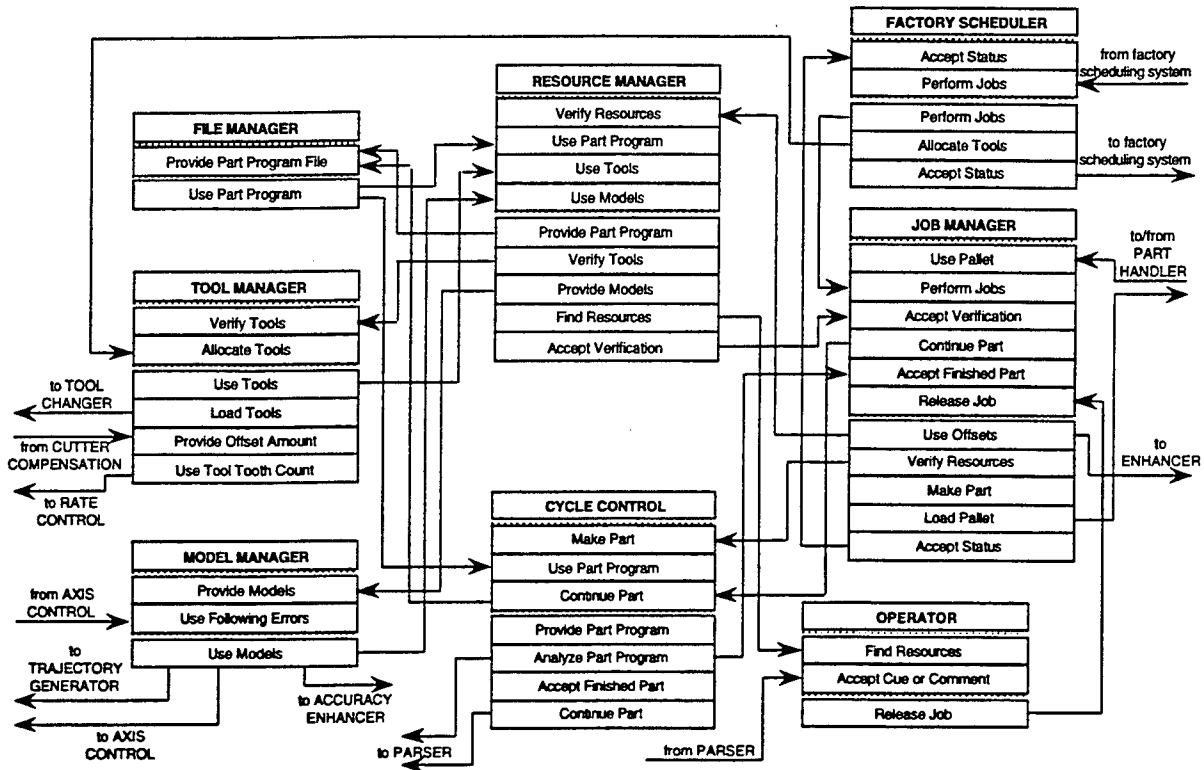 FACTORY SCHEDULER
Accept Status
Perform Jobs
Perform Jobs
Allocate Tools
Accept Status
from factory
scheduling system
to factory
scheduling system
RESOURCE MANAGER
Verify Resources
Use Part Program
Use Tools
Use Models
Provide Part Program
Verify Tools
Provide Models
Find Resources
Accept Verification
FILE MANAGER
Provide Part Program File
Use Part Program
JOB MANAGER
Use Pallet
Perform Jobs
Accept Verification
Continue Part
Accept Finished Part
Release Job
Use Offsets
Verify Resources
Make Part
Load Pallet
Accept Status
to/from
PART
HANDLER
to
ENHANCER
TOOL MANAGER
Verify Tools
Allocate Tools
Use Tools
Load Tools
Provide Offset Amount
Use Tool Tooth Count
to TOOL
CHANGER
from CUTTER
COMPENSATION
to RATE
CONTROL
CYCLE CONTROL
Make Part
Use Part Program
Continue Part
Provide Part Program
Analyze Part Program
Accept Finished Part
Continue Part
to PARSER
MODEL MANAGER
Provide Models
Use Following Errors
Use Models
from AXIS
CONTROL
to
TRAJECTORY
GENERATOR
to AXIS
CONTROL
to ACCURACY
ENHANCER
OPERATOR
Find Resources
Accept Cue or Comment
Release Job
from PARSER